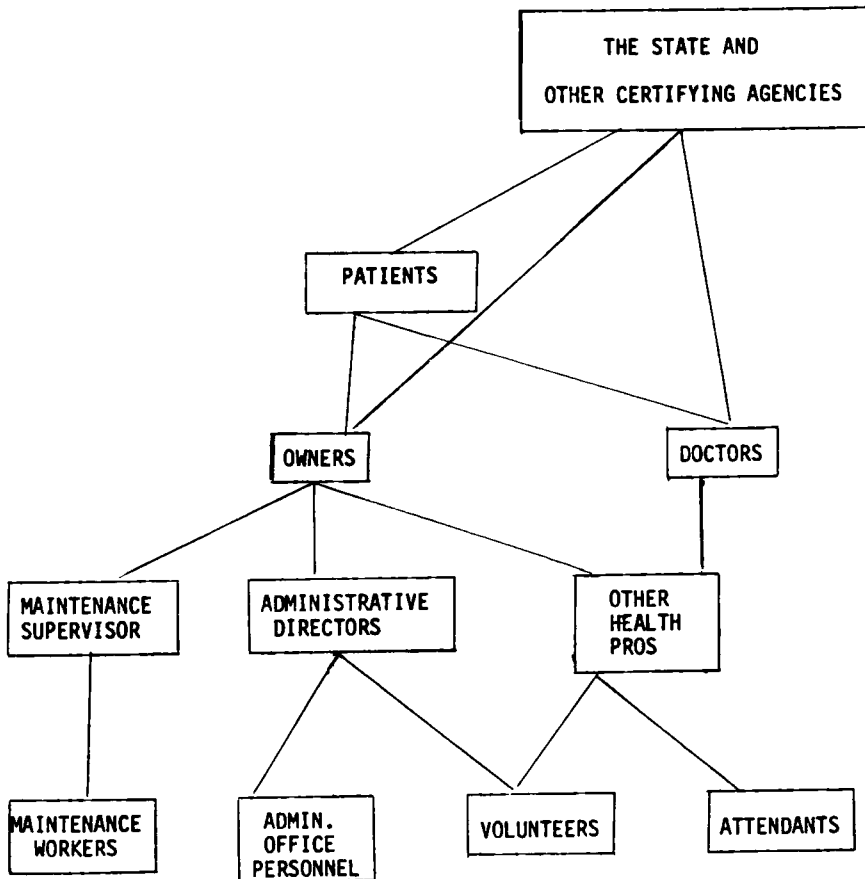 THE STATE AND
OTHER CERTIFYING AGENCIES
PATIENTS
OWNERS
DOCTORS
MAINTENANCE
SUPERVISOR
ADMINISTRATIVE
DIRECTORS
OTHER
HEALTH
PROS
MAINTENANCE
WORKERS
ADMIN.
OFFICE
PERSONNEL
VOLUNTEERS
ATTENDANTS